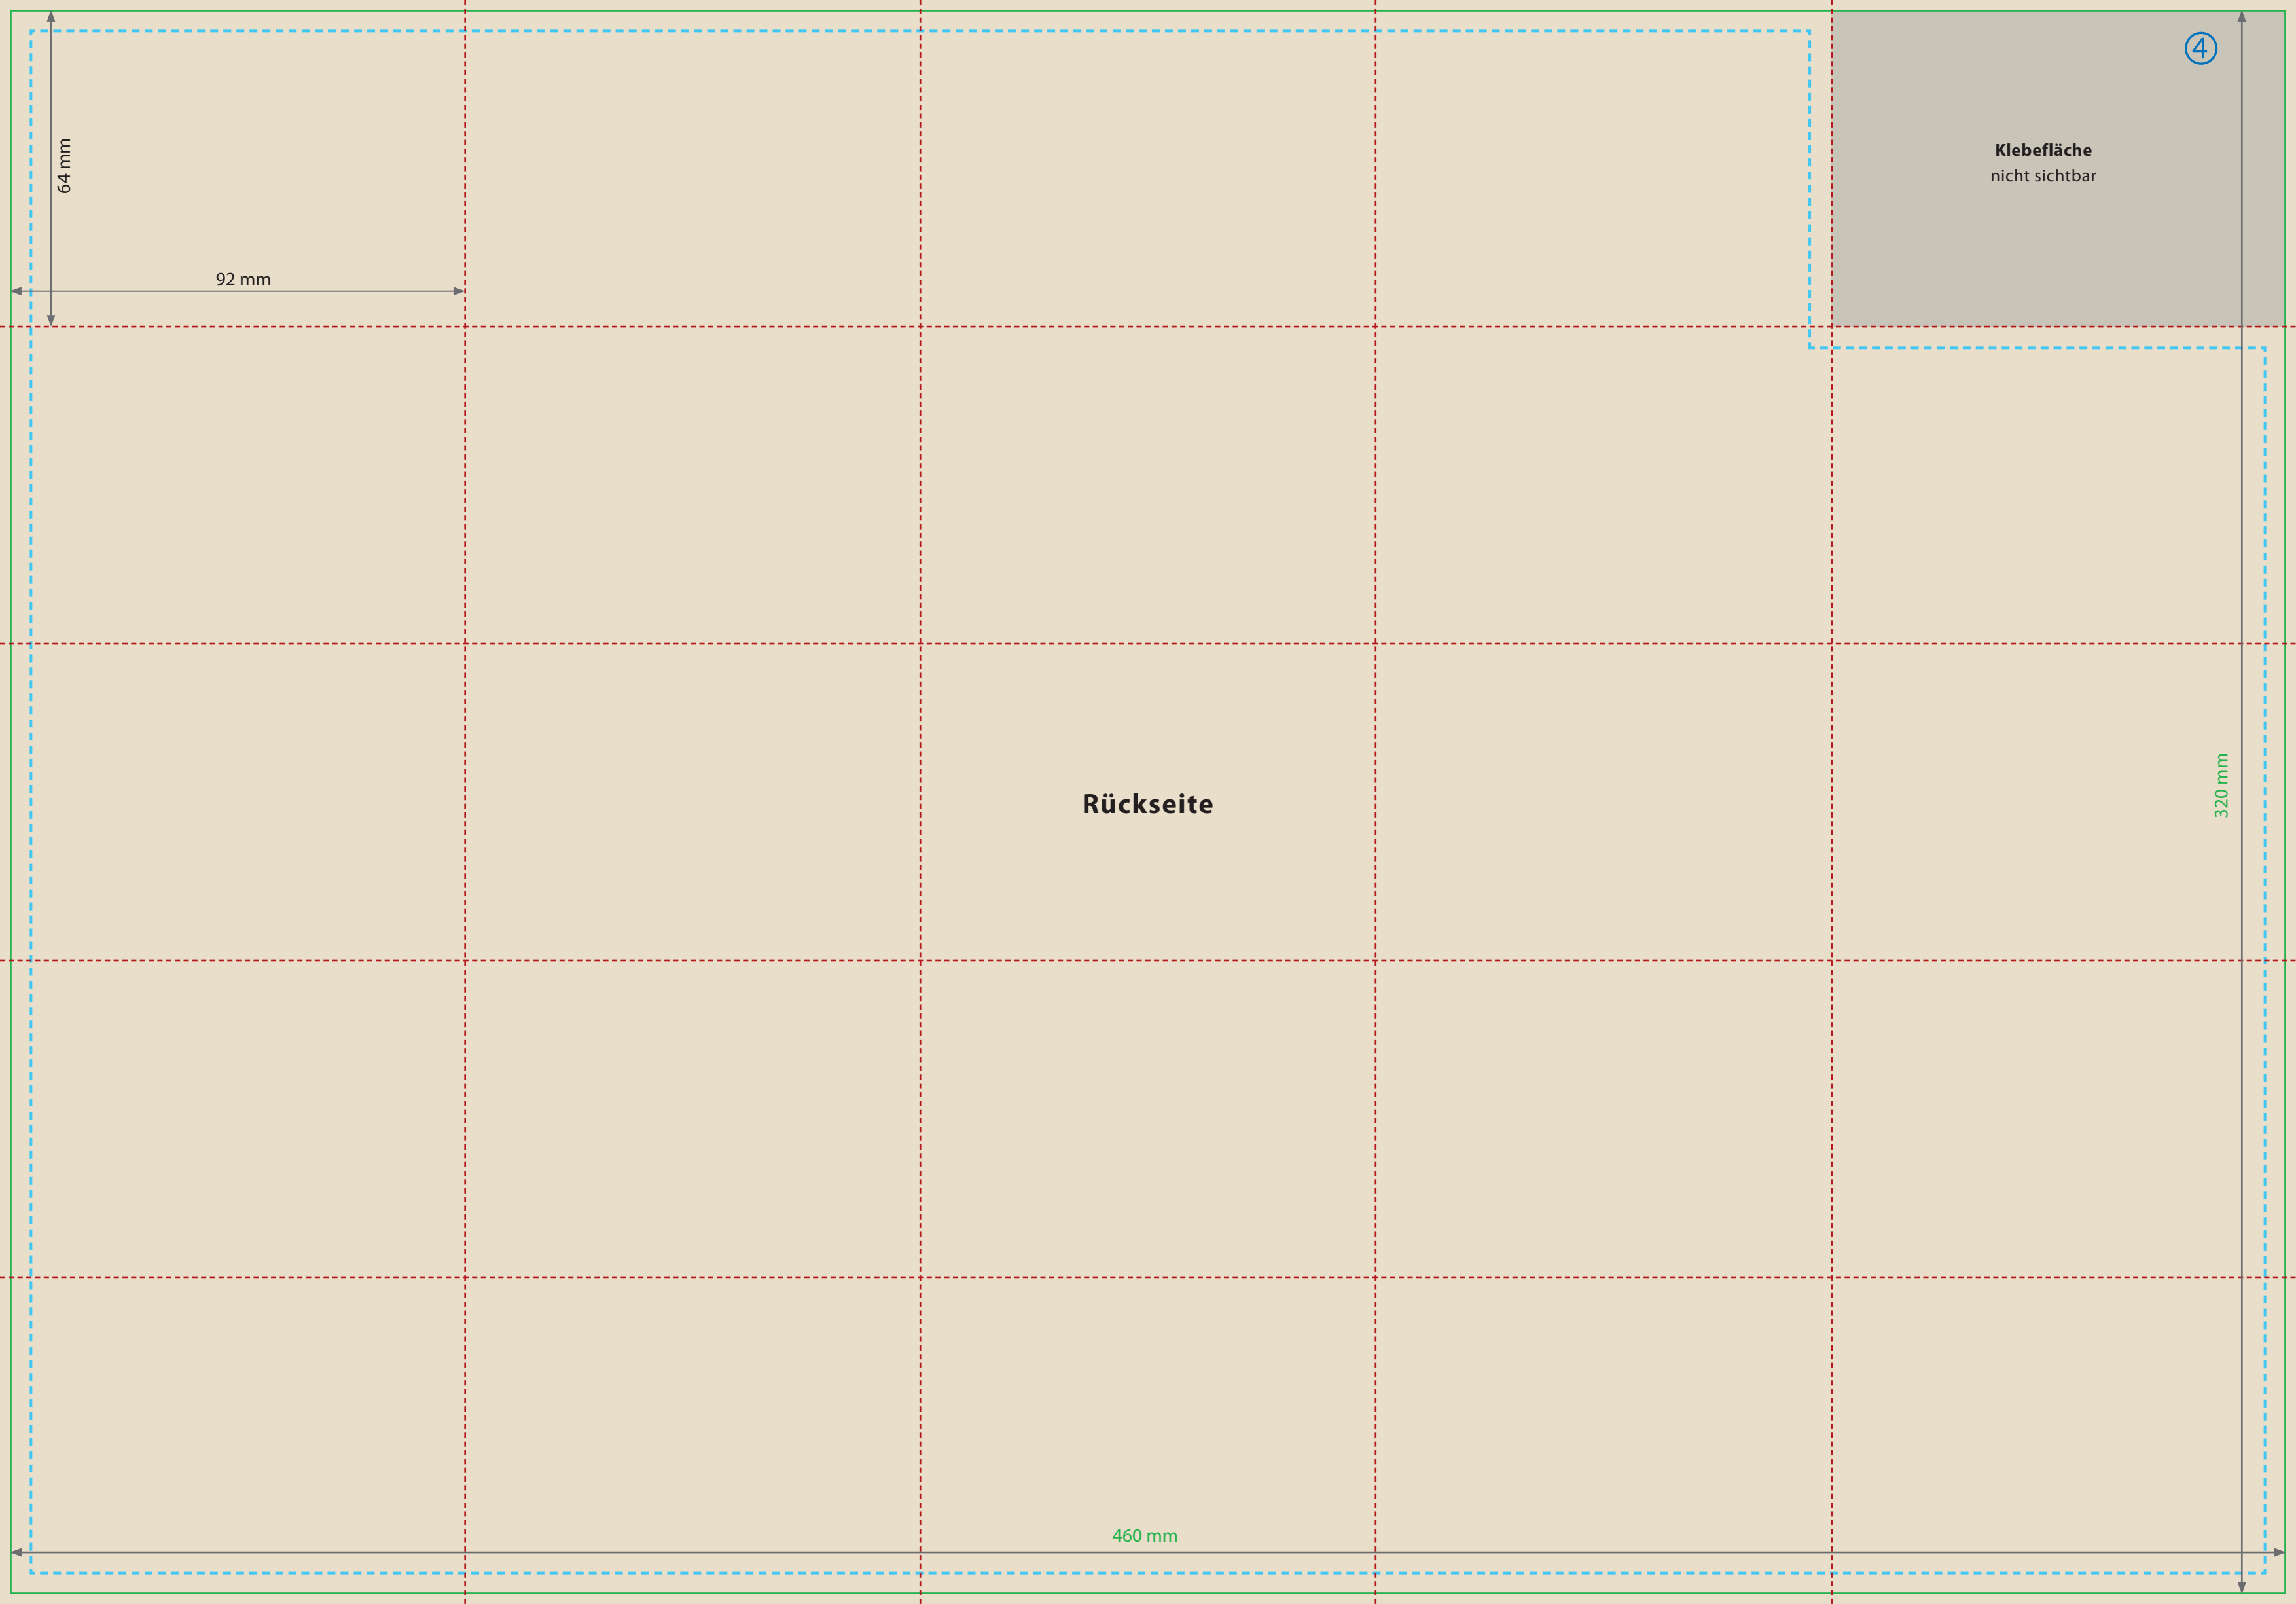 ④
64 mm
Klebefläche
nicht sichtbar
92 mm
Rückseite
320 mm
460 mm